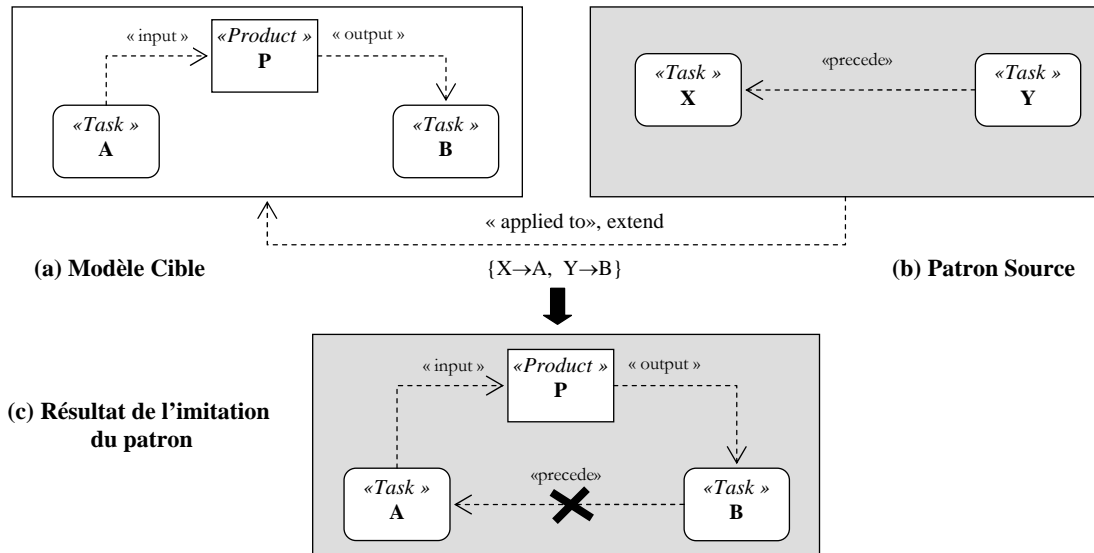 « input »
«Product »
P
« output »
«Task »
A
«Task »
B
«Task »
X
«precede»
«Task »
Y
« applied to», extend
(a) Modèle Cible
{X→A, Y→B}
(b) Patron Source
(c) Résultat de l’imitation
du patron
« input »
«Product »
P
« output »
«Task »
A
«precede»
«Task »
B